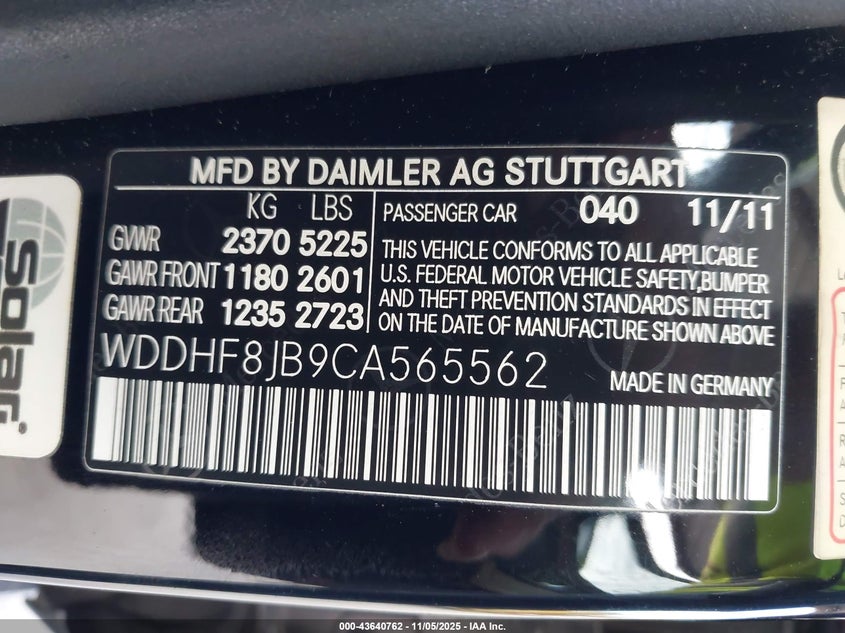 MFD BY DAIMLER AG STUTTGART
KG LBS
GVWR 2370 5225
GAWR FRONT 1180 2601
GAWR REAR 1235 2723
PASSENGER CAR 040 11/11
THIS VEHICLE CONFORMS TO ALL APPLICABLE
U.S. FEDERAL MOTOR VEHICLE SAFETY,BUMPER
AND THEFT PREVENTION STANDARDS IN EFFECT
ON THE DATE OF MANUFACTURE SHOWN ABOVE
WDDHF8JB9CA565562
MADE IN GERMANY
Solar
000-43640762 - 11/05/2025 - IAA Inc.